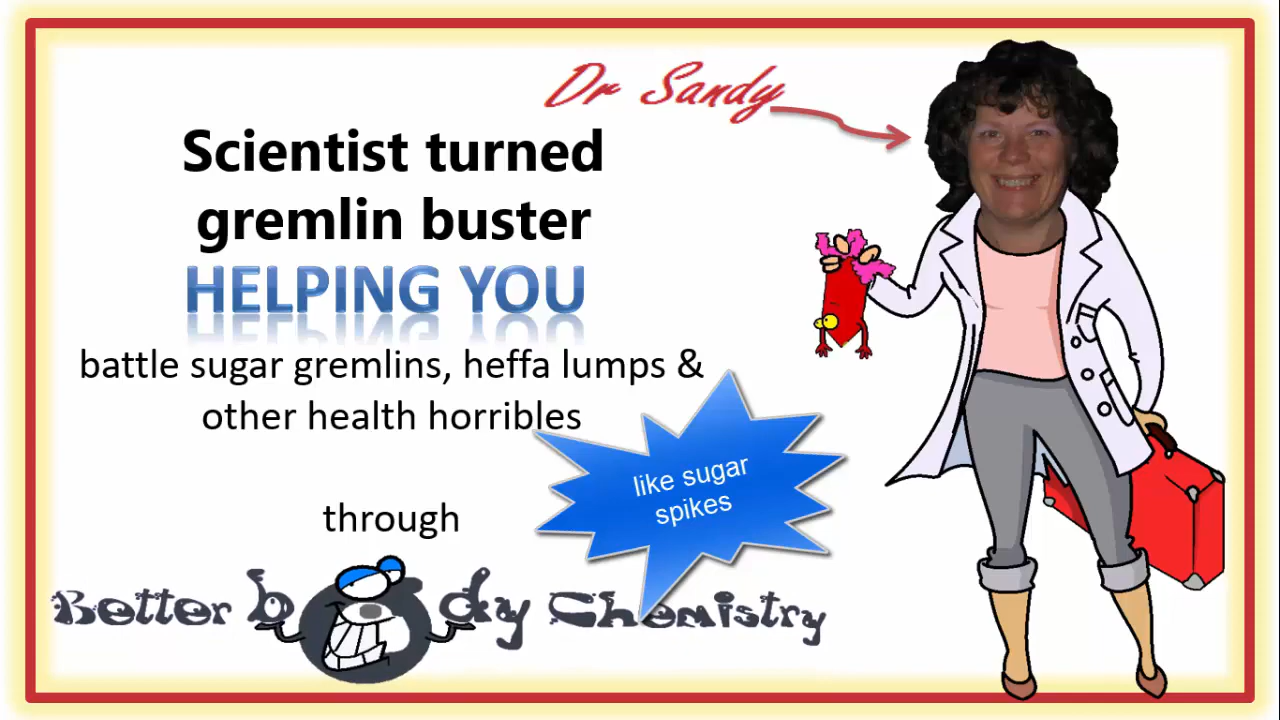 Dr Sandy
Scientist turned
gremlin buster
HELPING YOU
battle sugar gremlins, heffa lumps &
other health horribles
like sugar
spikes
through
Better body Chemistry